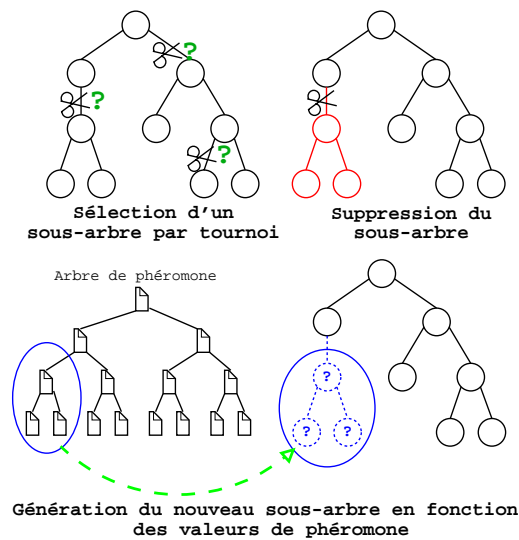 ?
?
?
Sélection d'un
sous-arbre par tournoi
Suppression du
sous-arbre
Arbre de phéromone
?
?
?
Génération du nouveau sous-arbre en fonction
des valeurs de phéromone